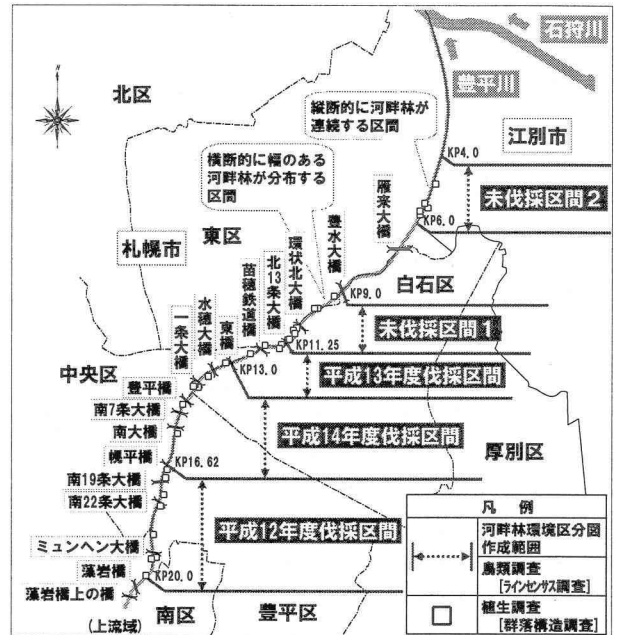 石狩川
豊平川
北区
縦断的に河畔林が
連続する区間
KP4.0
江別市
横断的に幅のある
河畔林が分布する
区間
雁来大橋
KP6.0
未伐採区間2
豊水大橋
札幌市
東区
環状北大橋
北13条大橋
苗穂鉄道橋
東橋
水穂大橋
一条大橋
KP9.0
白石区
未伐採区間1
KP11.25
KP13.0
平成13年度伐採区間
中央区
豊平橋
南7条大橋
南大橋
平成14年度伐採区間
幌平橋
KP16.62
厚別区
南19条大橋
南22条大橋
平成12年度伐採区間
ミュンヘン大橋
藻岩橋
KP20.0
藻岩橋上の橋
(上流域)
南区
豊平区
凡 例
河畔林環境区分図
作成範囲
鳥類調査
[ラインセンサス調査]
植生調査
[群落構造調査]